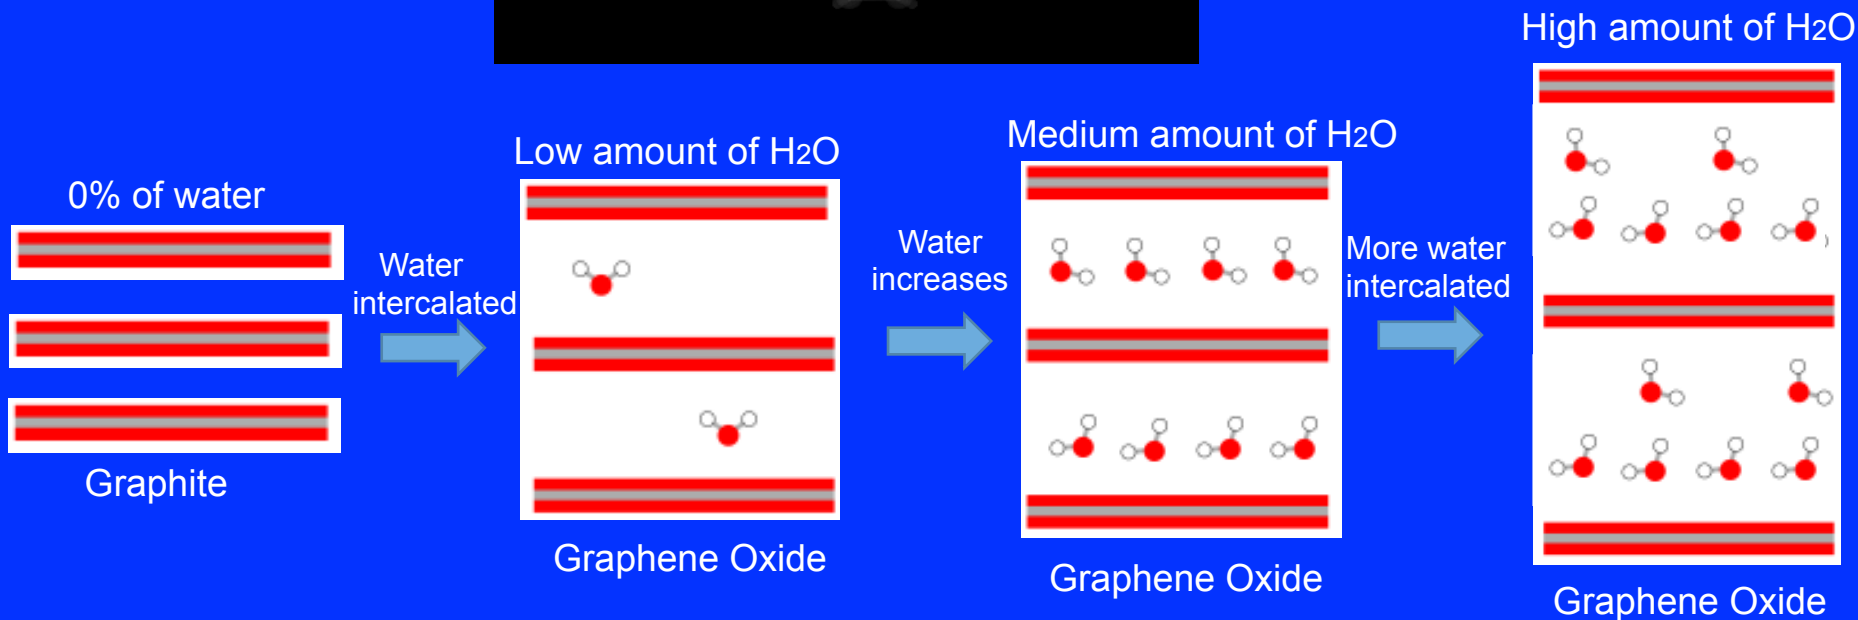 0% of water
Graphite
Water
intercalated
Low amount of H2O
Graphene Oxide
Water
increases
Medium amount of H2O
Graphene Oxide
More water
intercalated
High amount of H2O
Graphene Oxide